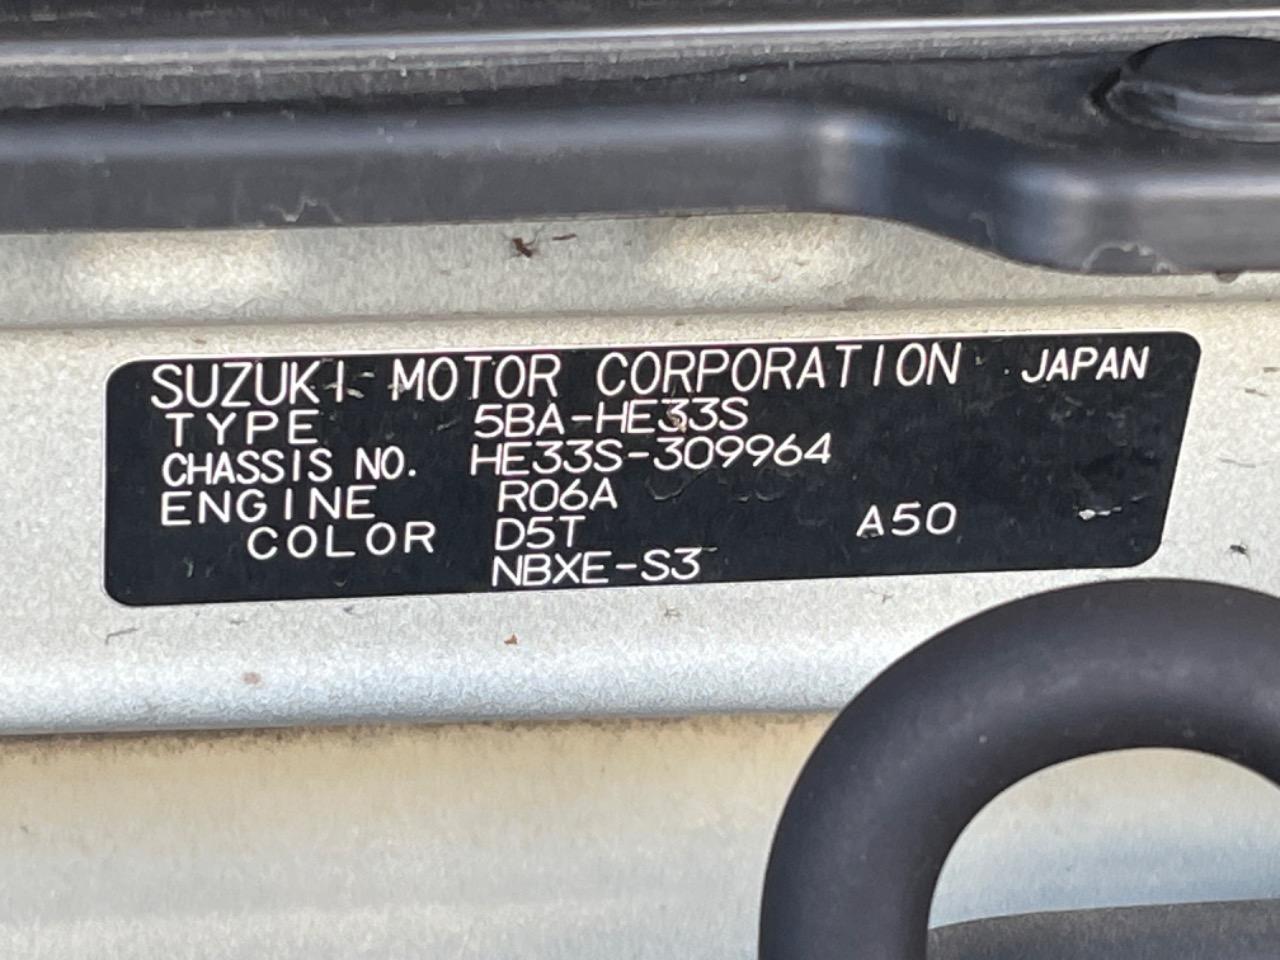 SUZUKI MOTOR CORPORATION JAPAN
TYPE 5BA-HE33S
CHASSIS NO. HE33S-309964
ENGINE R06A
COLOR D5T A50
NBXE-S3